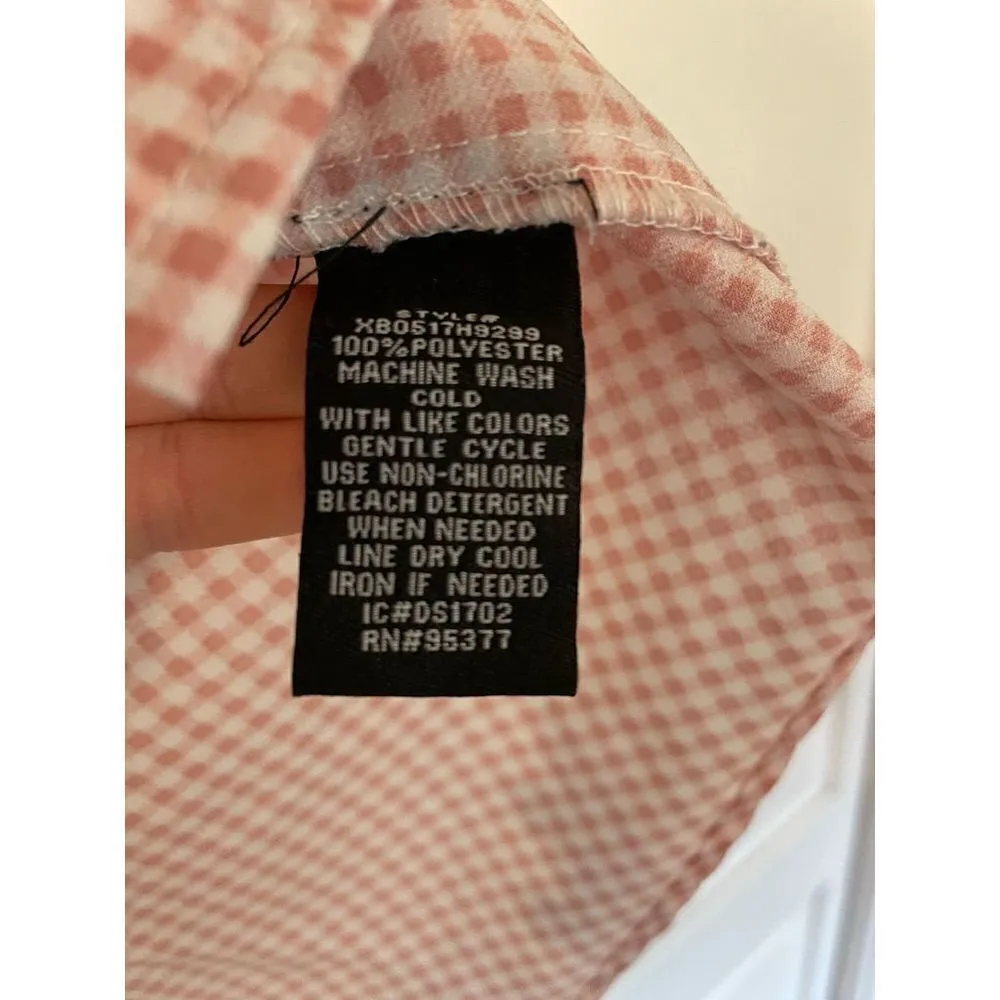 STYLE#
XB0517H9299
100%POLYESTER
MACHINE WASH
COLD
WITH LIKE COLORS
GENTLE CYCLE
USE NON-CHLORINE
BLEACH DETERGENT
WHEN NEEDED
LINE DRY COOL
IRON IF NEEDED
IC#DS1702
RN#95377